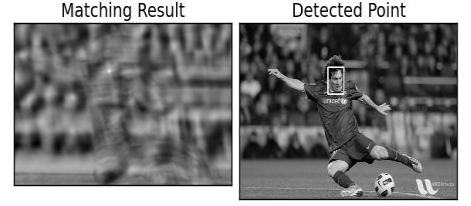 Matching Result
Detected Point
unicef